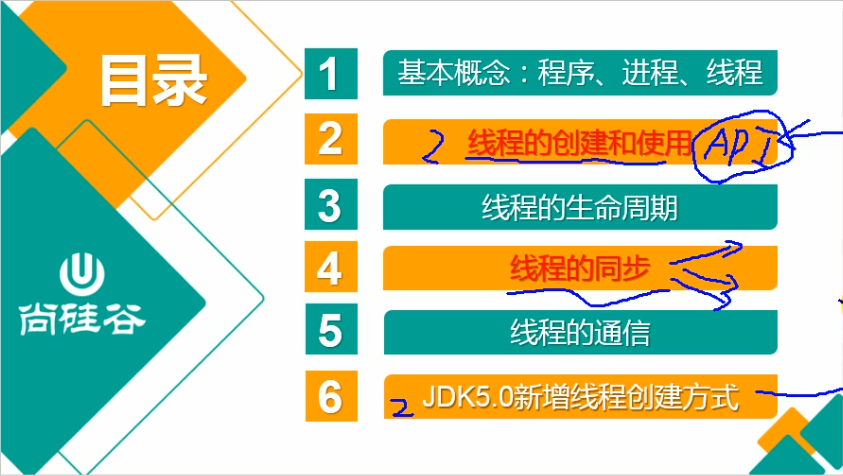 目录
1 基本概念：程序、进程、线程
2 2 线程的创建和使用 API
3 线程的生命周期
4 线程的同步
5 线程的通信
6 2 JDK5.0新增线程创建方式
尚硅谷